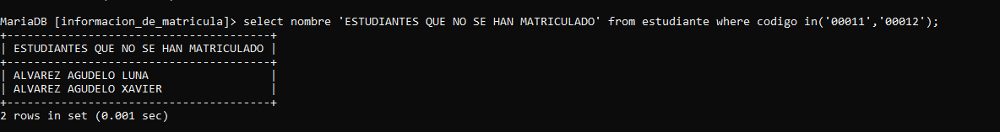 MariaDB [informacion_de_matricula]> select nombre 'ESTUDIANTES QUE NO SE HAN MATRICULADO' from estudiante where codigo in('00011','00012');
+---------------------------------------+
| ESTUDIANTES QUE NO SE HAN MATRICULADO |
+---------------------------------------+
| ALVAREZ AGUDELO LUNA                  |
| ALVAREZ AGUDELO XAVIER                |
+---------------------------------------+
2 rows in set (0.001 sec)